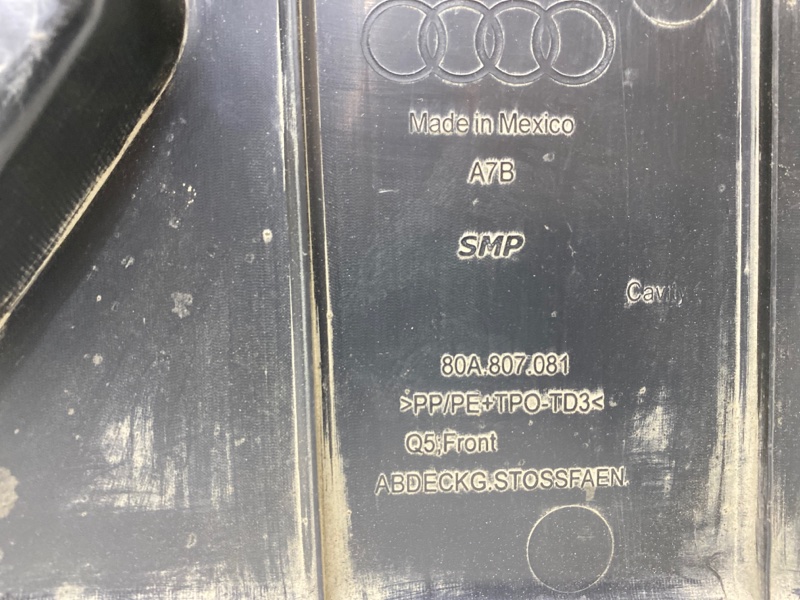 Made in Mexico
A7B
SMP
Cavity
80A.807.081
>PP/PE+TPO-TD3<
Q5;Front
ABDECKG.STOSSFAEN.